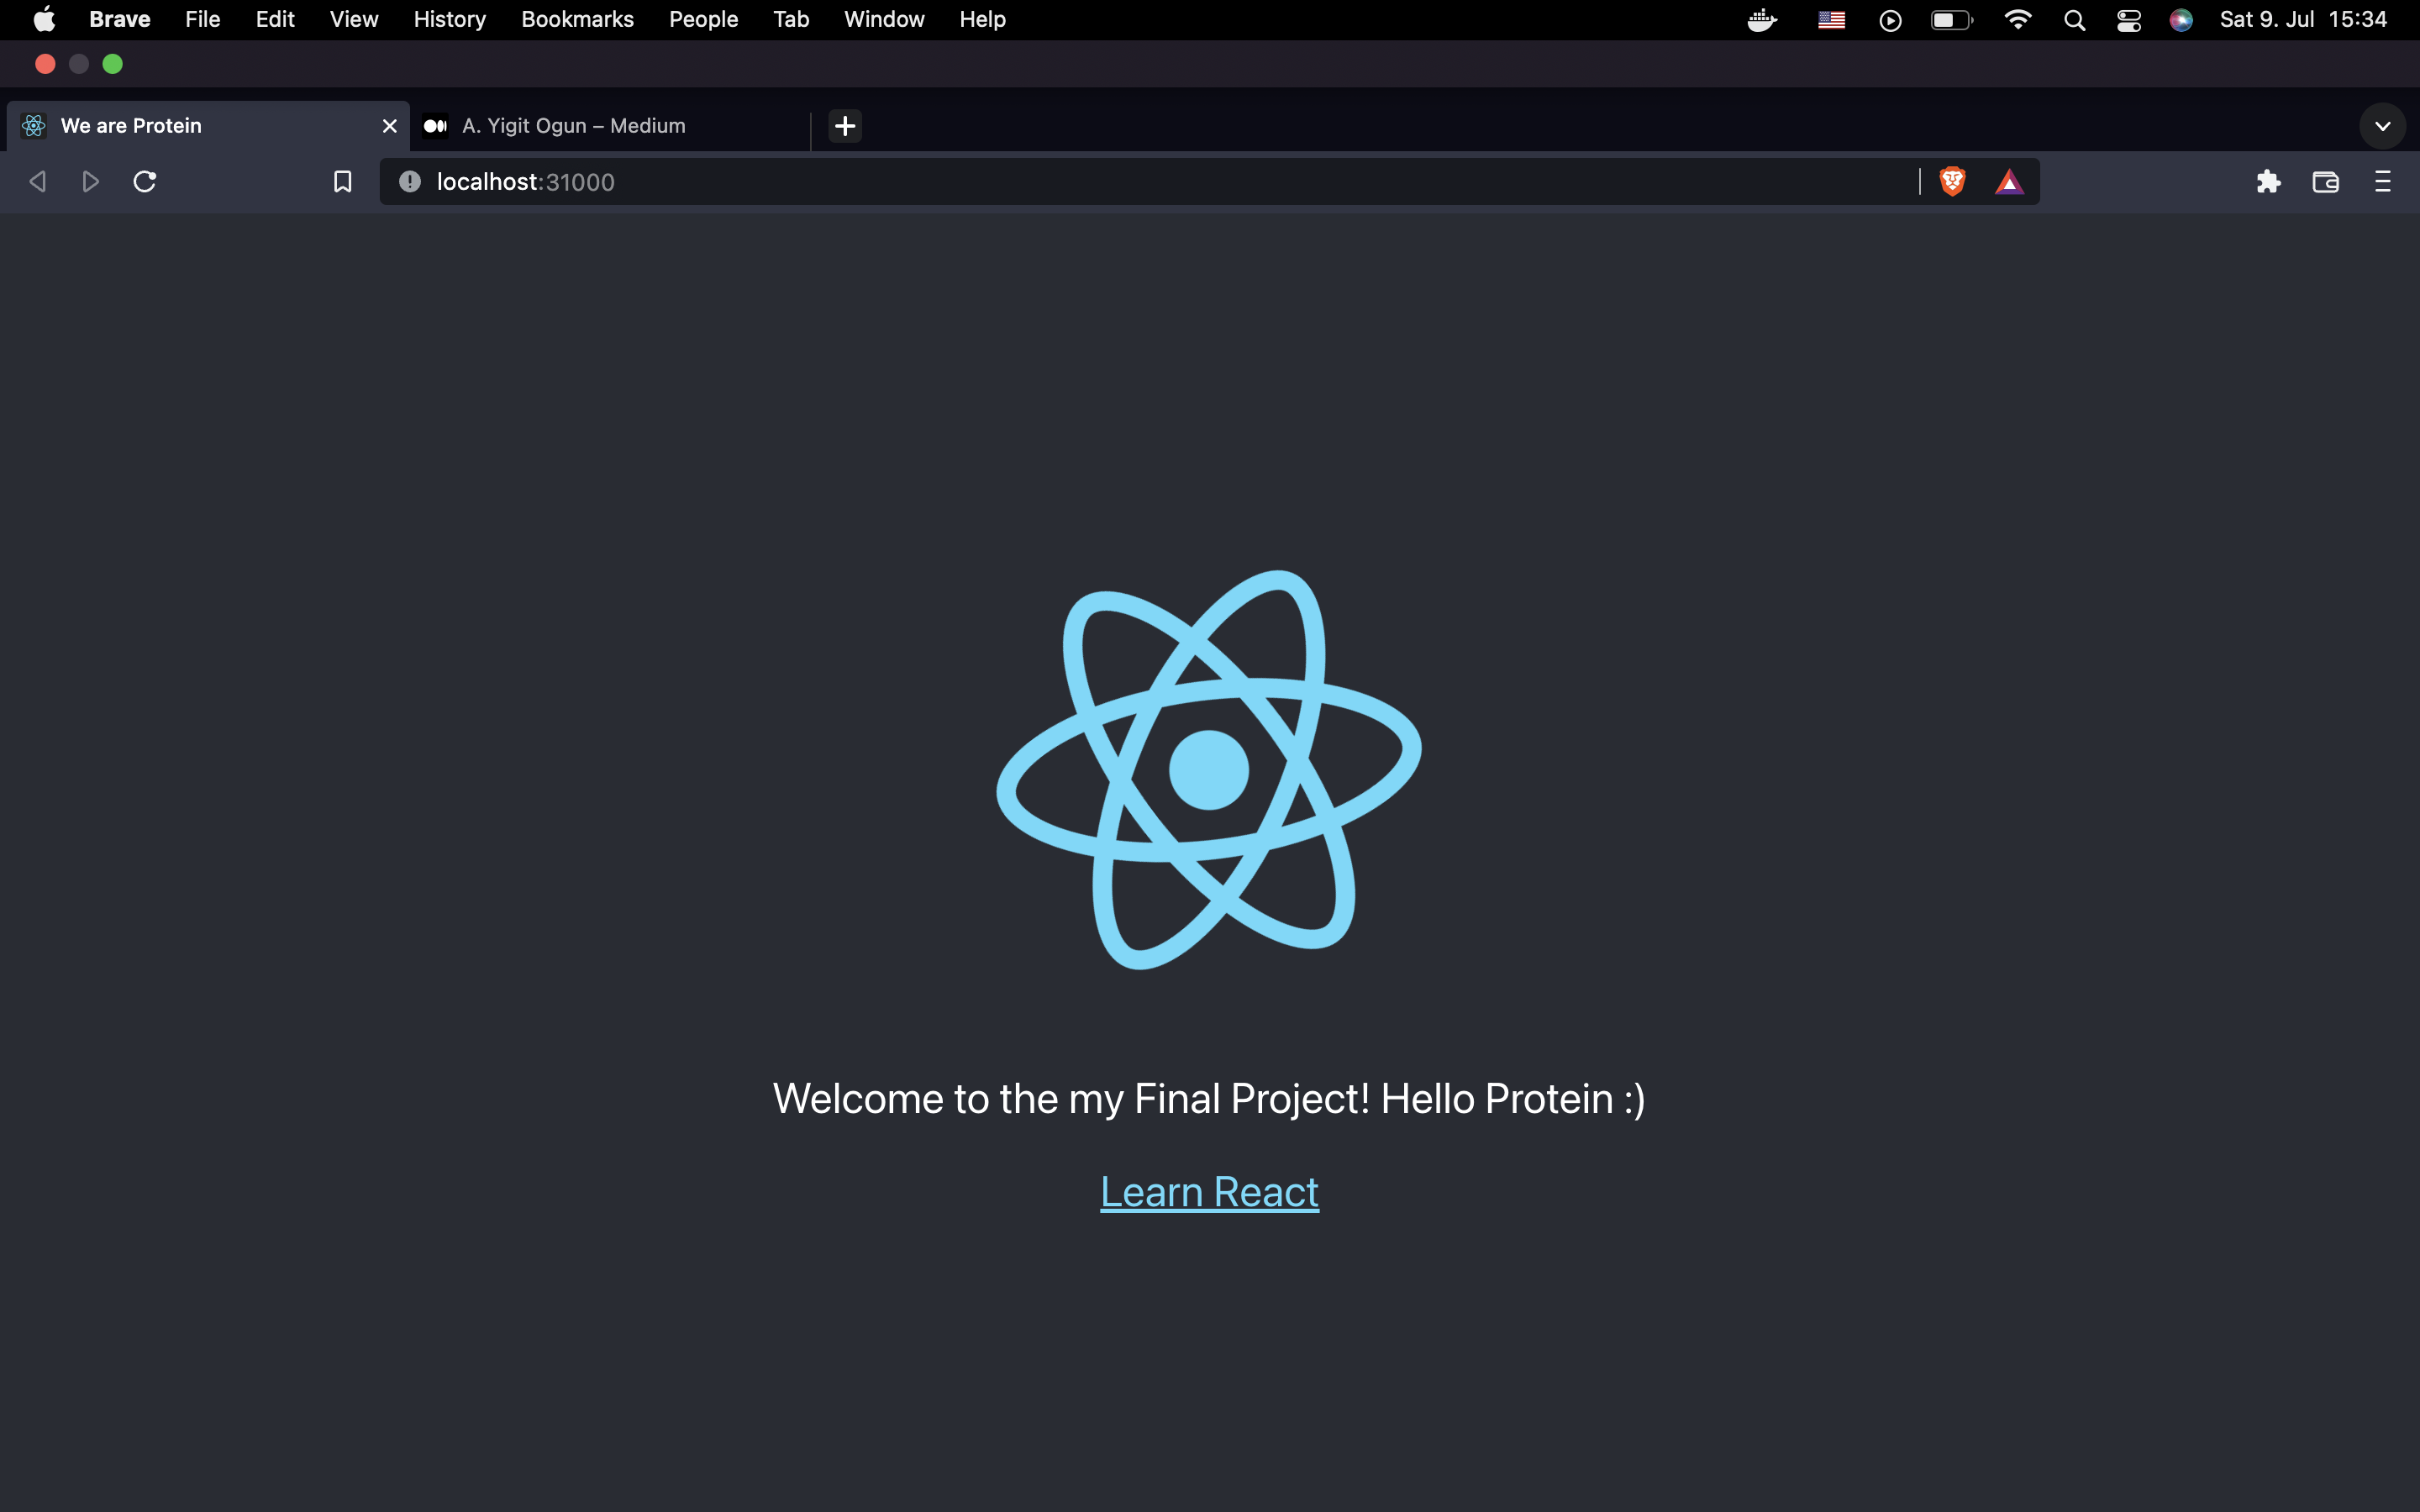 Brave File Edit View History Bookmarks People Tab Window Help Sat 9. Jul 15:34
We are Protein A. Yigit Ogun – Medium
localhost:31000
Welcome to the my Final Project! Hello Protein :)
Learn React